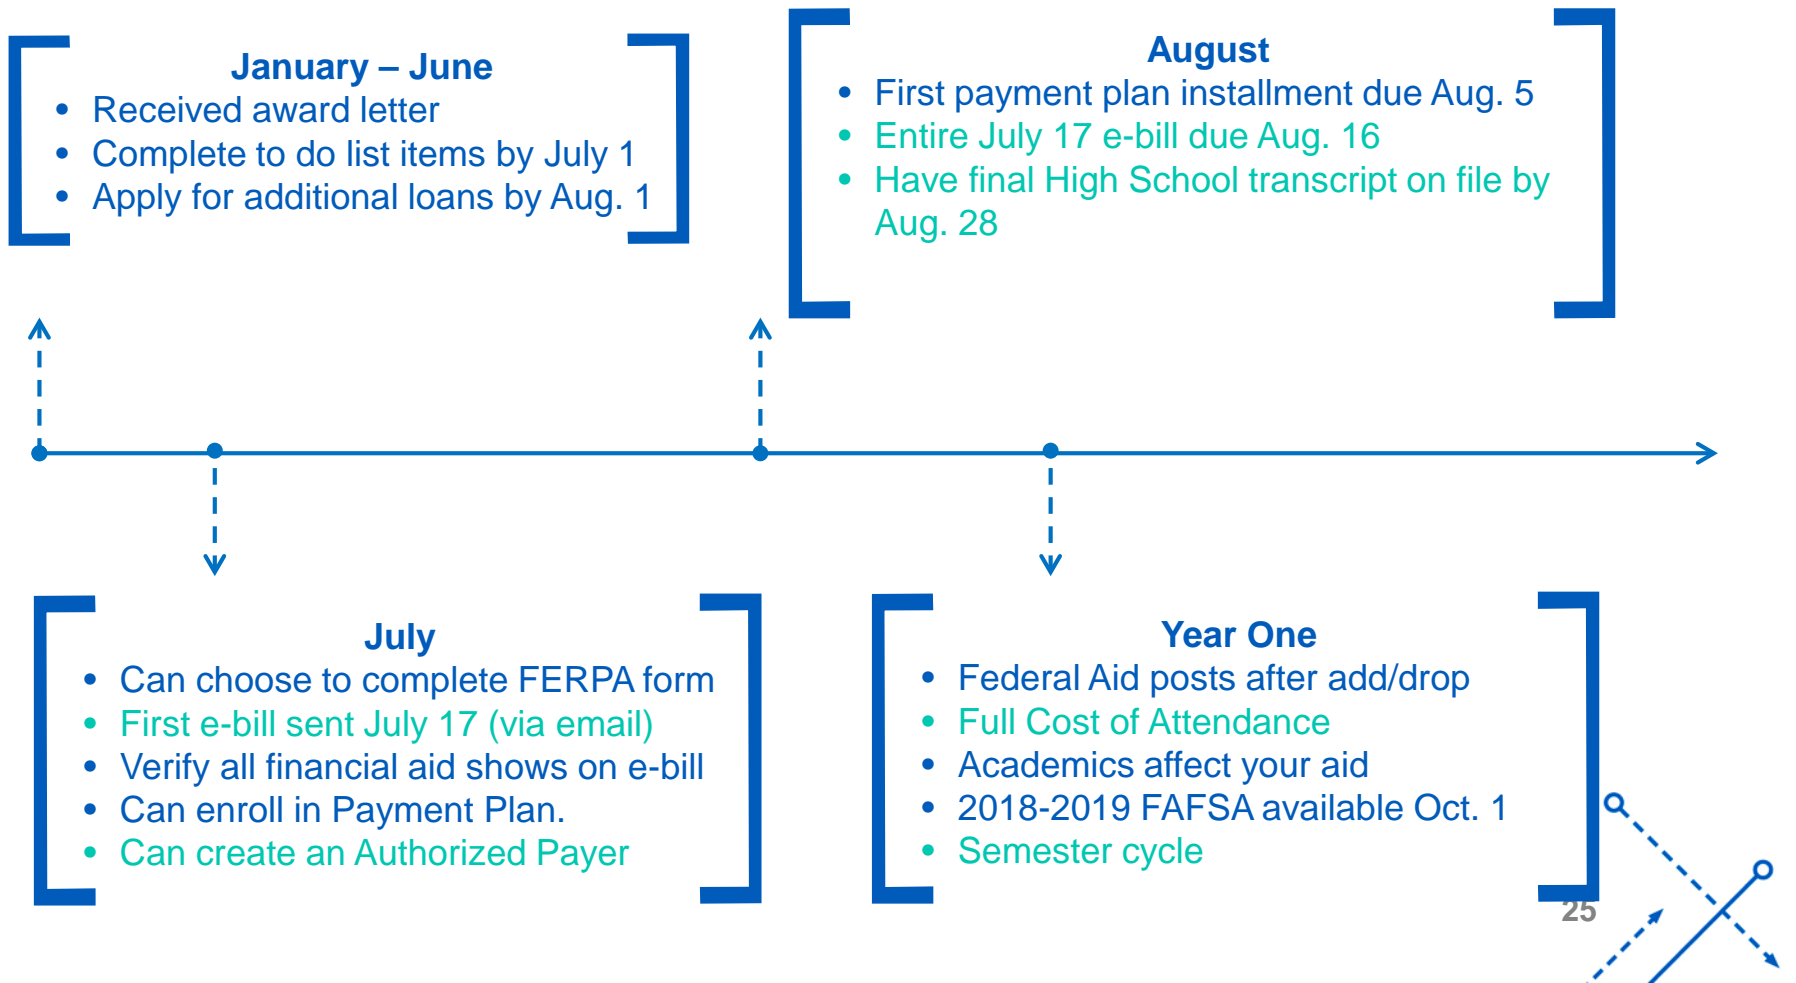 January – June
• Received award letter
• Complete to do list items by July 1
• Apply for additional loans by Aug. 1
August
• First payment plan installment due Aug. 5
• Entire July 17 e-bill due Aug. 16
• Have final High School transcript on file by
Aug. 28
July
• Can choose to complete FERPA form
• First e-bill sent July 17 (via email)
• Verify all financial aid shows on e-bill
• Can enroll in Payment Plan.
• Can create an Authorized Payer
Year One
• Federal Aid posts after add/drop
• Full Cost of Attendance
• Academics affect your aid
• 2018-2019 FAFSA available Oct. 1
• Semester cycle
25